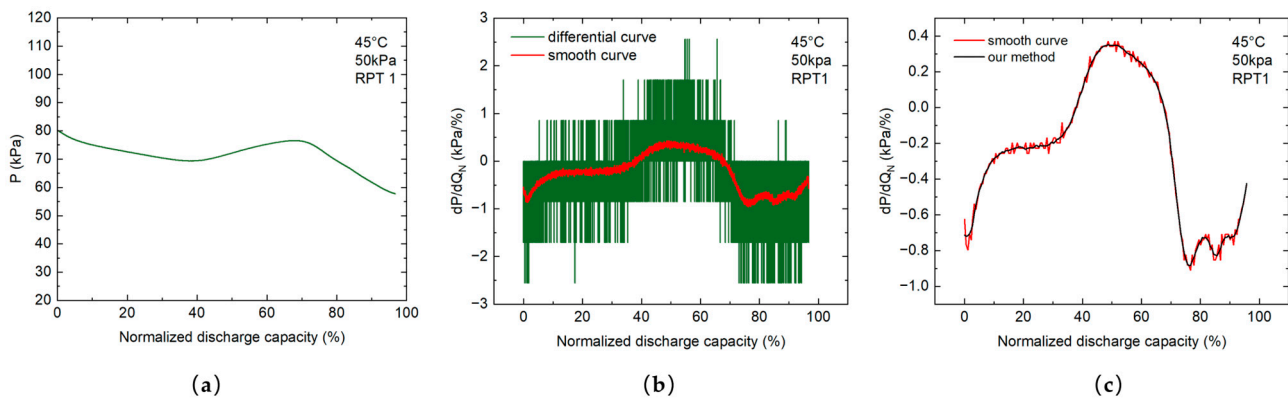 120
110
100
90
80
70
60
50
40
30
20
P (kPa)
45°C
50kPa
RPT 1
0 20 40 60 80 100
Normalized discharge capacity (%)
(a)
3
2
1
0
−1
−2
−3
dP/dQN (kPa/%)
differential curve
smooth curve
45°C
50kPa
RPT 1
0 20 40 60 80 100
Normalized discharge capacity (%)
(b)
0.4
0.2
0.0
−0.2
−0.4
−0.6
−0.8
−1.0
dP/dQN (kPa/%)
smooth curve
our method
45°C
50kpa
RPT1
0 20 40 60 80 100
Normalized discharge capacity (%)
(c)